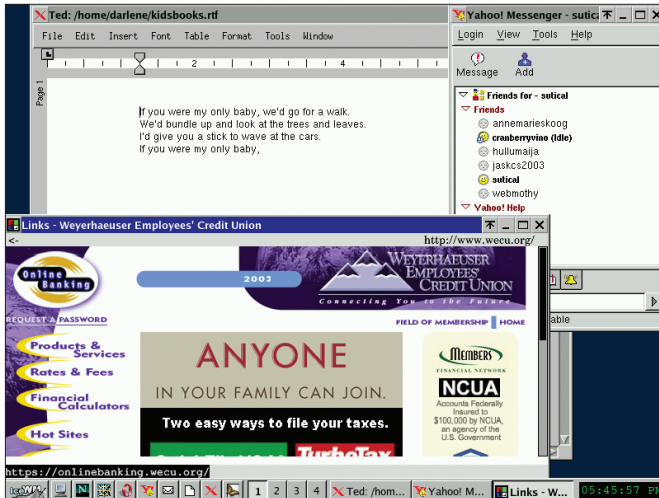 Ted: /home/darlene/kidsbooks.rtf
File Edit Insert Font Table Format Tools Window
2 4
Page 1
If you were my only baby, we'd go for a walk.
We'd bundle up and look at the trees and leaves.
I'd give you a stick to wave at the cars.
If you were my only baby,
Yahoo! Messenger - sutica
Login View Tools Help
Message Add
Friends for - sutical
Friends
annemarieskoog
cranberryvino (Idle)
hullumaija
jaskcs2003
sutical
webmothy
Yahoo! Help
able
Links - Weyerhaeuser Employees' Credit Union
<- http://www.wecu.org/
Online
Banking
2003
WEYERHAEUSER
EMPLOYEES'
CREDIT UNION
Connecting You to the Future
REQUEST A PASSWORD
FIELD OF MEMBERSHIP HOME
Products &
Services
Rates & Fees
Financial
Calculators
Hot Sites
ANYONE
IN YOUR FAMILY CAN JOIN.
Two easy ways to file your taxes.
TurboTax
MEMBERS
FINANCIAL NETWORK
NCUA
Accounts Federally
Insured to
$100,000 by NCUA,
an agency of the
U.S. Government
https://onlinebanking.wecu.org/
1 2 3 4 Ted: /hom... Yahoo! M... Links - W... 05:45:57 PM